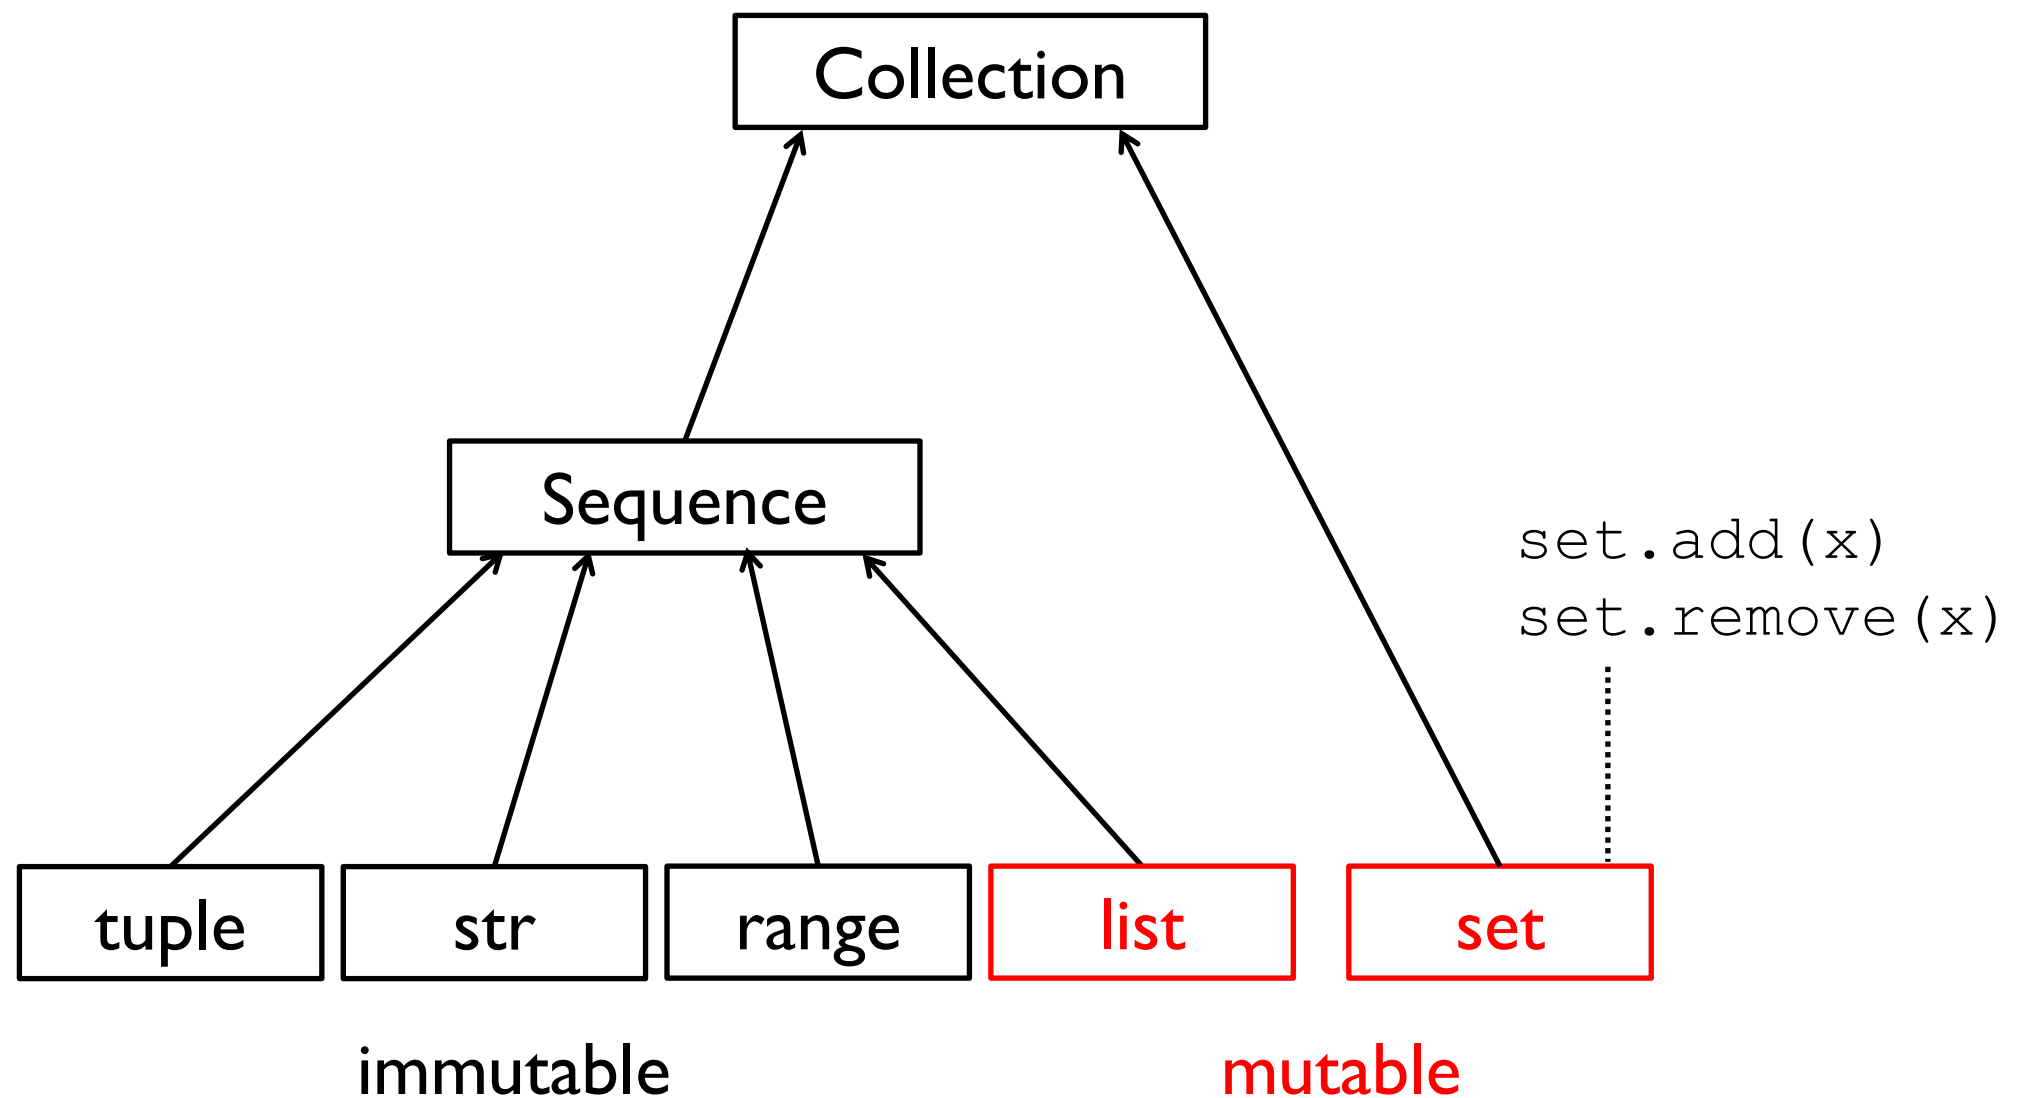 Collection
Sequence
set.add(x)
set.remove(x)
tuple
str
range
list
set
immutable
mutable